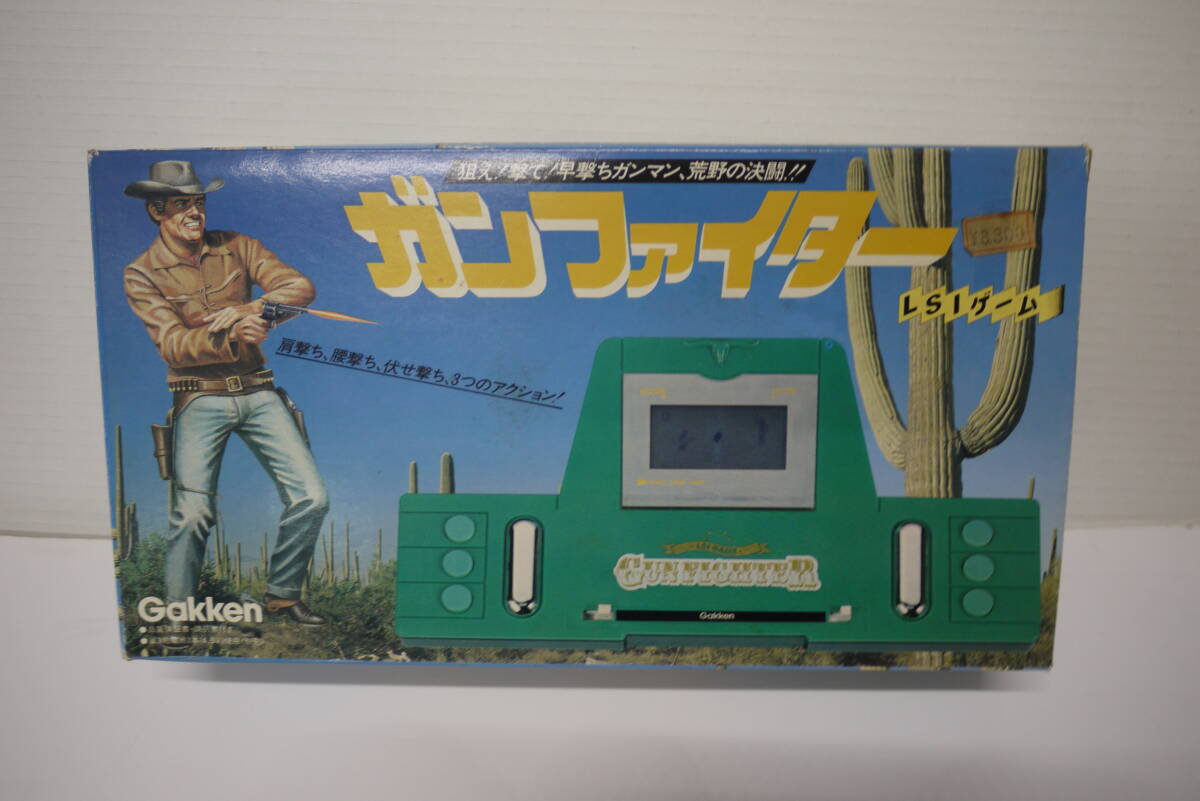 狙え!撃て!早撃ちガンマン、荒野の決闘!!
ガンファイター
¥8,300
LSIゲーム
肩撃ち、腰撃ち、伏せ撃ち、3つのアクション!
GUN FIGHTER
Gakken
Gakken